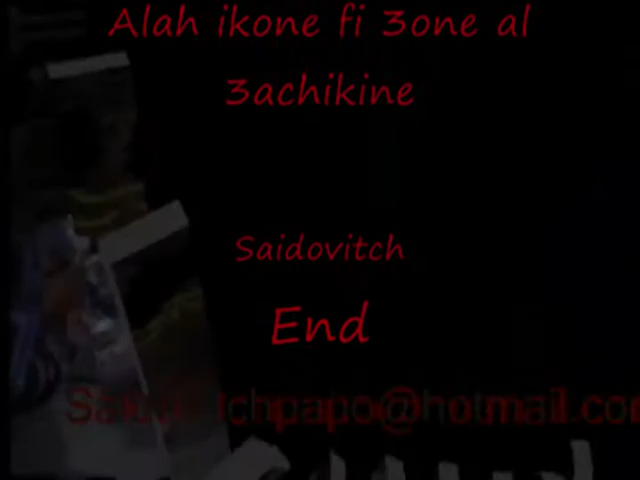 Alah ikone fi 3one al
3achikine
Saidovitch
End